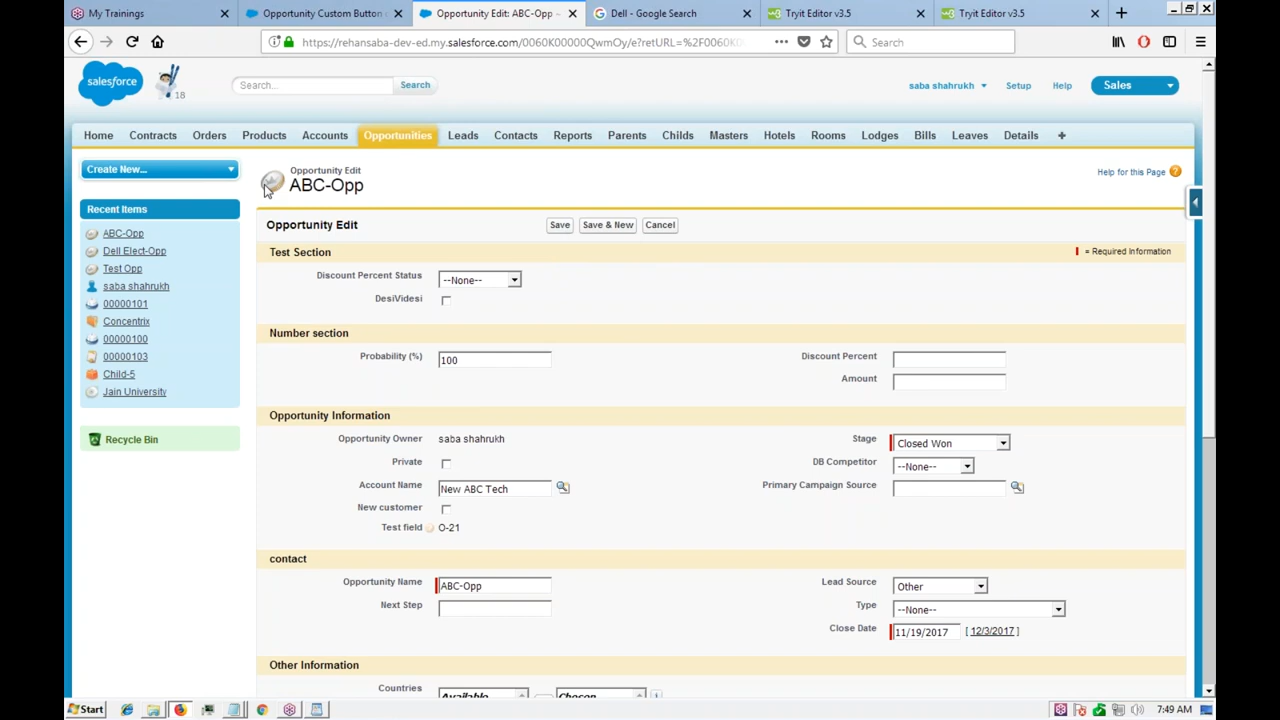 My Trainings
Opportunity Custom Button
Opportunity Edit: ABC-Opp ~
Dell - Google Search
Tryit Editor v3.5
Tryit Editor v3.5
https://rehansaba-dev-ed.my.salesforce.com/0060K00000QwmOy/e?retURL=%2F0060K0
Search
salesforce
18
Search...
Search
saba shahrukh
Setup
Help
Sales
Home
Contracts
Orders
Products
Accounts
Opportunities
Leads
Contacts
Reports
Parents
Childs
Masters
Hotels
Rooms
Lodges
Bills
Leaves
Details
Create New...
Opportunity Edit
ABC-Opp
Help for this Page
Recent Items
ABC-Opp
Dell Elect-Opp
Test Opp
saba shahrukh
00000101
Concentrix
00000100
00000103
Child-5
Jain University
Recycle Bin
Opportunity Edit
Save
Save & New
Cancel
Test Section
= Required Information
Discount Percent Status
--None--
DesiVidesi
Number section
Probability (%)
100
Discount Percent
Amount
Opportunity Information
Opportunity Owner
saba shahrukh
Stage
Closed Won
Private
DB Competitor
--None--
Account Name
New ABC Tech
Primary Campaign Source
New customer
Test field
O-21
contact
Opportunity Name
ABC-Opp
Lead Source
Other
Next Step
Type
--None--
Close Date
11/19/2017
[ 12/3/2017 ]
Other Information
Countries
Available
Chosen
Start
7:49 AM